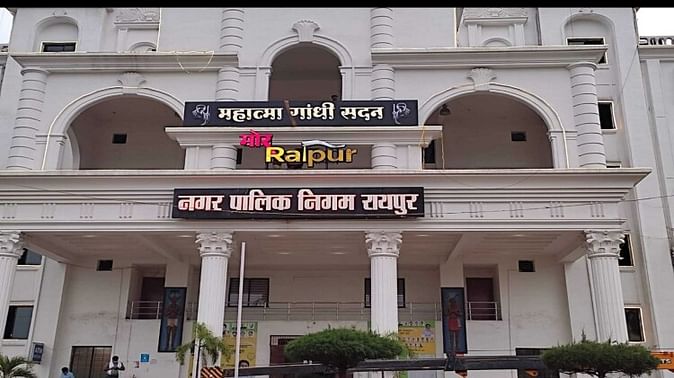 महात्मा गांधी सदन
मोर
Raipur
नगर पालिक निगम रायपुर